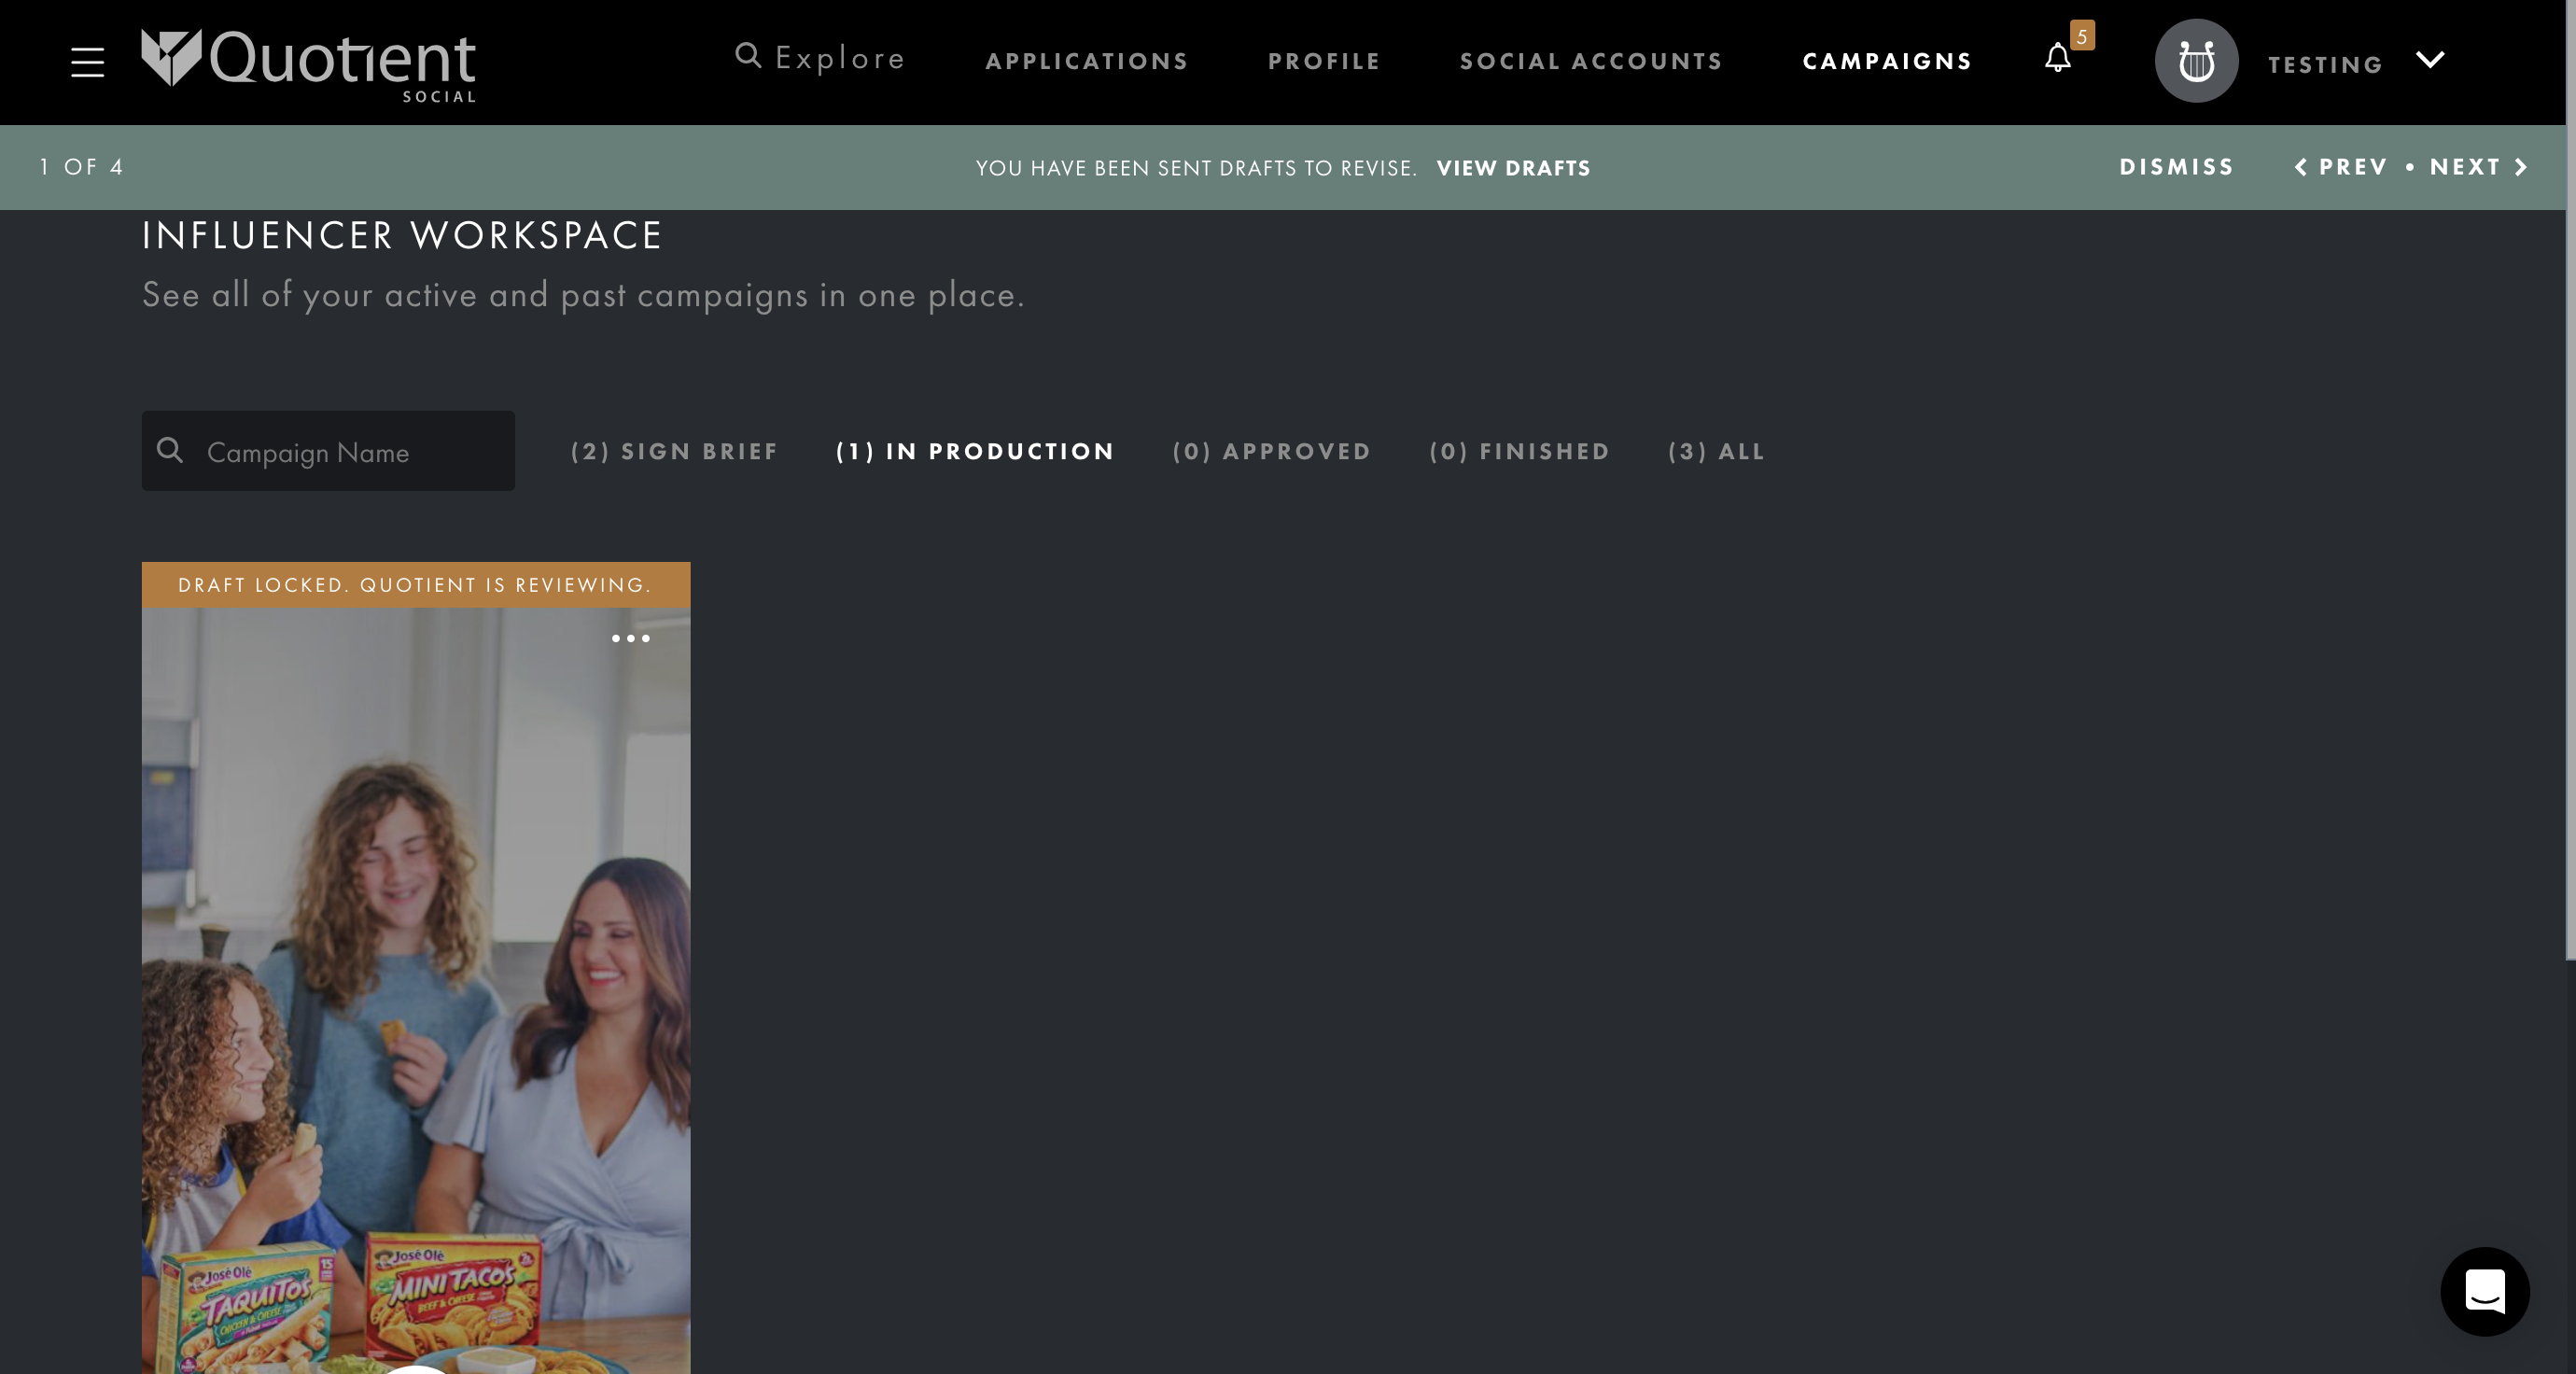 Quotient
SOCIAL
Explore
APPLICATIONS
PROFILE
SOCIAL ACCOUNTS
CAMPAIGNS
5
TESTING
1 OF 4
YOU HAVE BEEN SENT DRAFTS TO REVISE. VIEW DRAFTS
DISMISS
PREV • NEXT
INFLUENCER WORKSPACE
See all of your active and past campaigns in one place.
Campaign Name
(2) SIGN BRIEF
(1) IN PRODUCTION
(0) APPROVED
(0) FINISHED
(3) ALL
DRAFT LOCKED. QUOTIENT IS REVIEWING.
José Olé
15
TAQUITOS
CHICKEN & CHEESE
José Olé
MINI TACOS
BEEF & CHEESE